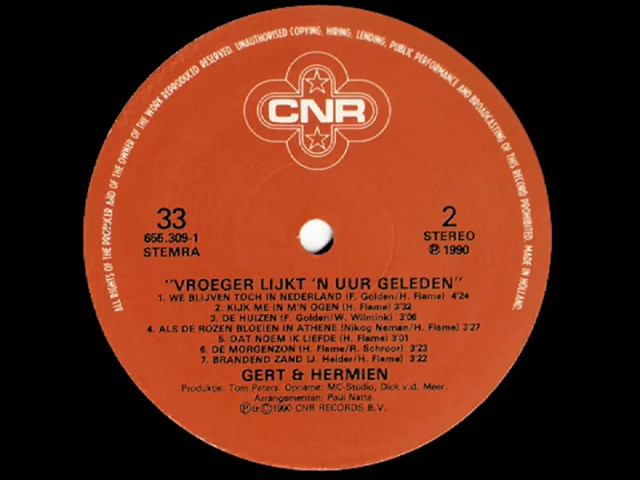 ALL RIGHTS OF THE PRODUCER AND OF THE OWNER OF THE WORK REPRODUCED RESERVED. UNAUTHORISED COPYING, HIRING, LENDING, PUBLIC PERFORMANCE AND BROADCASTING OF THIS RECORD PROHIBITED. MADE IN HOLLAND.
CNR
33
655.309-1
STEMRA
2
STEREO
℗ 1990
"VROEGER LIJKT 'N UUR GELEDEN"
1. WE BLIJVEN TOCH IN NEDERLAND (F. Golden/H. Flame) 4'24
2. KIJK ME IN M'N OGEN (H. Flame) 3'32
3. DE HUIZEN (F. Golden/W. Wilmink) 3'06
4. ALS DE ROZEN BLOEIEN IN ATHENE (Nikog Neman/H. Flame) 3'27
5. DAT NOEM IK LIEFDE (H. Flame) 3'01
6. DE MORGENZON (H. Flame/R. Schroor) 3'23
7. BRANDEND ZAND (J. Heider/H. Flame) 3'22
GERT & HERMIEN
Produktie: Tom Peters. Opname: MC-Studio, Dick v.d. Meer.
Arrangementen: Paul Natte.
℗&©1990 CNR RECORDS B.V.